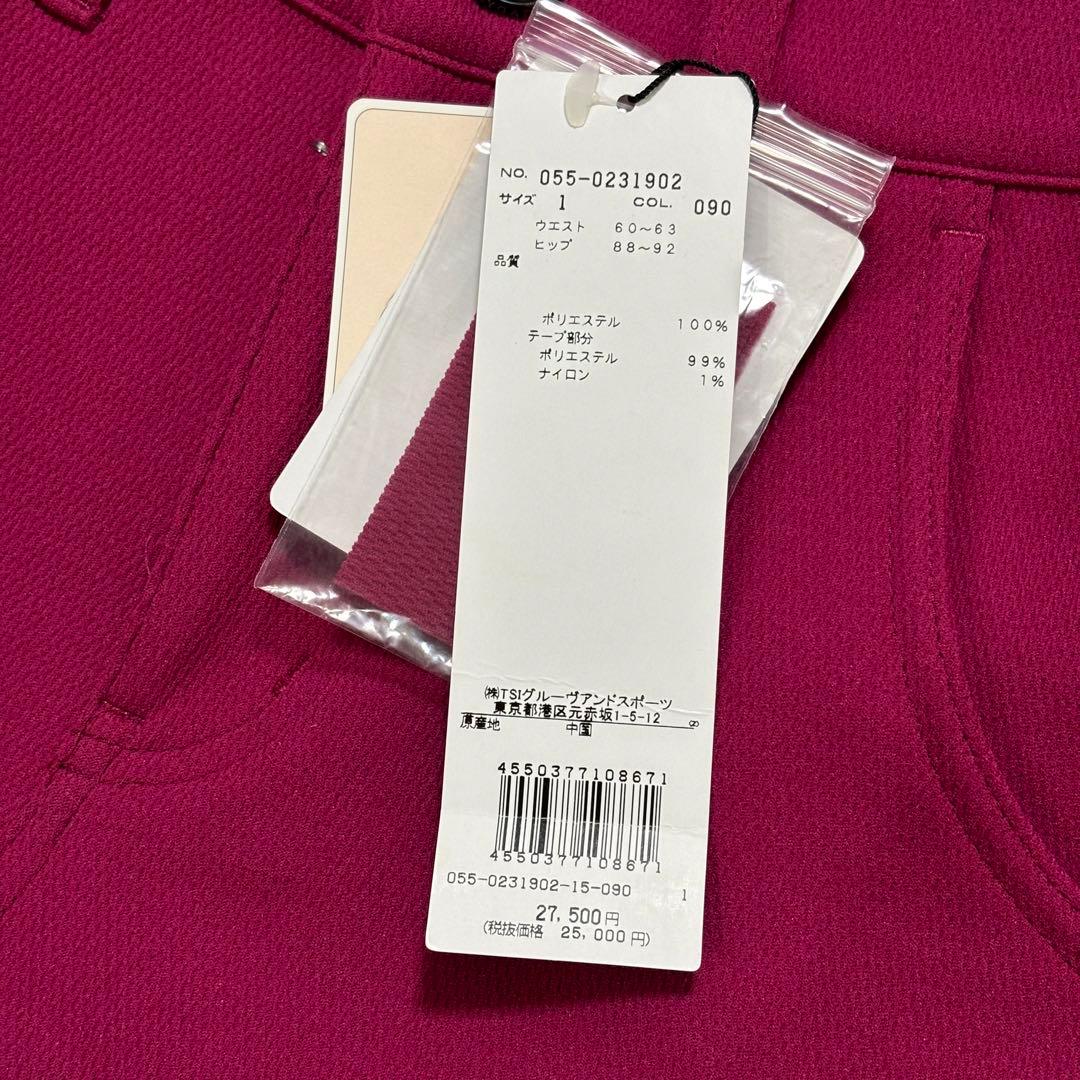 NO. 055-0231902
サイズ 1 COL. 090
ウエスト 60~63
ヒップ 88~92
品質
ポリエステル 100%
テープ部分
ポリエステル 99%
ナイロン 1%
㈱TSIグルーヴアンドスポーツ
東京都港区元赤坂1-5-12
原産地 中国
4550377108671
4550377108671
055-0231902-15-090 1
27,500円
(税抜価格 25,000円)